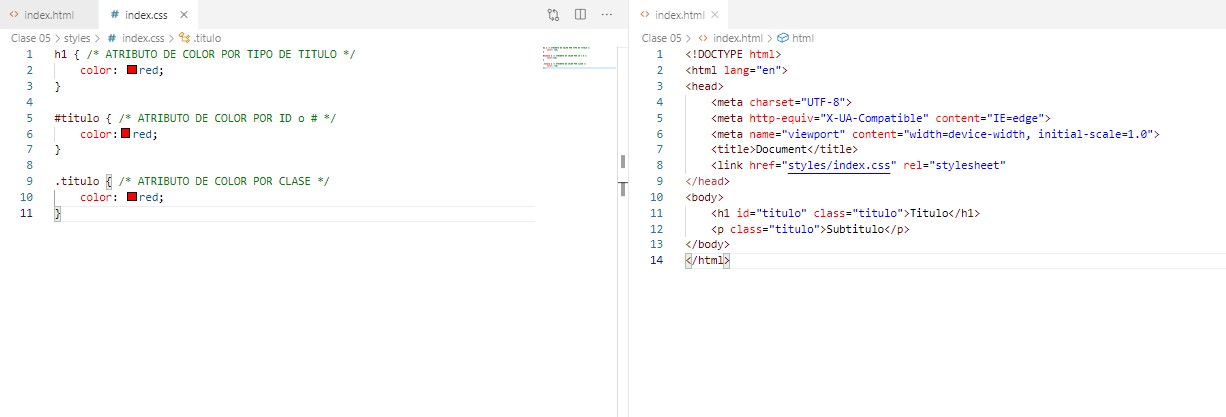 index.html
index.css
Clase 05 > styles > # index.css > .titulo
1 h1 { /* ATRIBUTO DE COLOR POR TIPO DE TITULO */
2 color: red;
3 }
4
5 #titulo { /* ATRIBUTO DE COLOR POR ID o # */
6 color:red;
7 }
8
9 .titulo { /* ATRIBUTO DE COLOR POR CLASE */
10 color: red;
11 }
index.html
Clase 05 > index.html > html
1 <!DOCTYPE html>
2 <html lang="en">
3 <head>
4 <meta charset="UTF-8">
5 <meta http-equiv="X-UA-Compatible" content="IE=edge">
6 <meta name="viewport" content="width=device-width, initial-scale=1.0">
7 <title>Document</title>
8 <link href="styles/index.css" rel="stylesheet"
9 </head>
10 <body>
11 <h1 id="titulo" class="titulo">Titulo</h1>
12 <p class="titulo">Subtitulo</p>
13 </body>
14 </html>